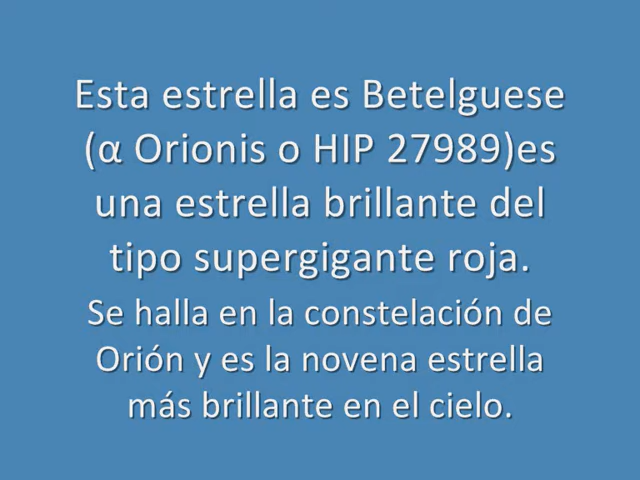 Esta estrella es Betelguese
(α Orionis o HIP 27989)es
una estrella brillante del
tipo supergigante roja.
Se halla en la constelación de
Orión y es la novena estrella
más brillante en el cielo.